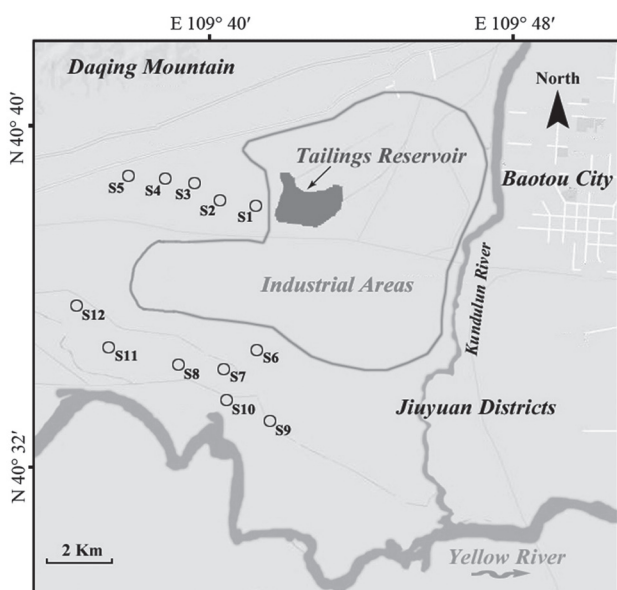 E 109° 40′
E 109° 48′
Daqing Mountain
North
N 40° 40′
Tailings Reservoir
Baotou City
S5
S4
S3
S2
S1
Industrial Areas
Kundulun River
S12
S11
S6
S8
S7
S10
S9
Jiuyuan Districts
N 40° 32′
2 Km
Yellow River